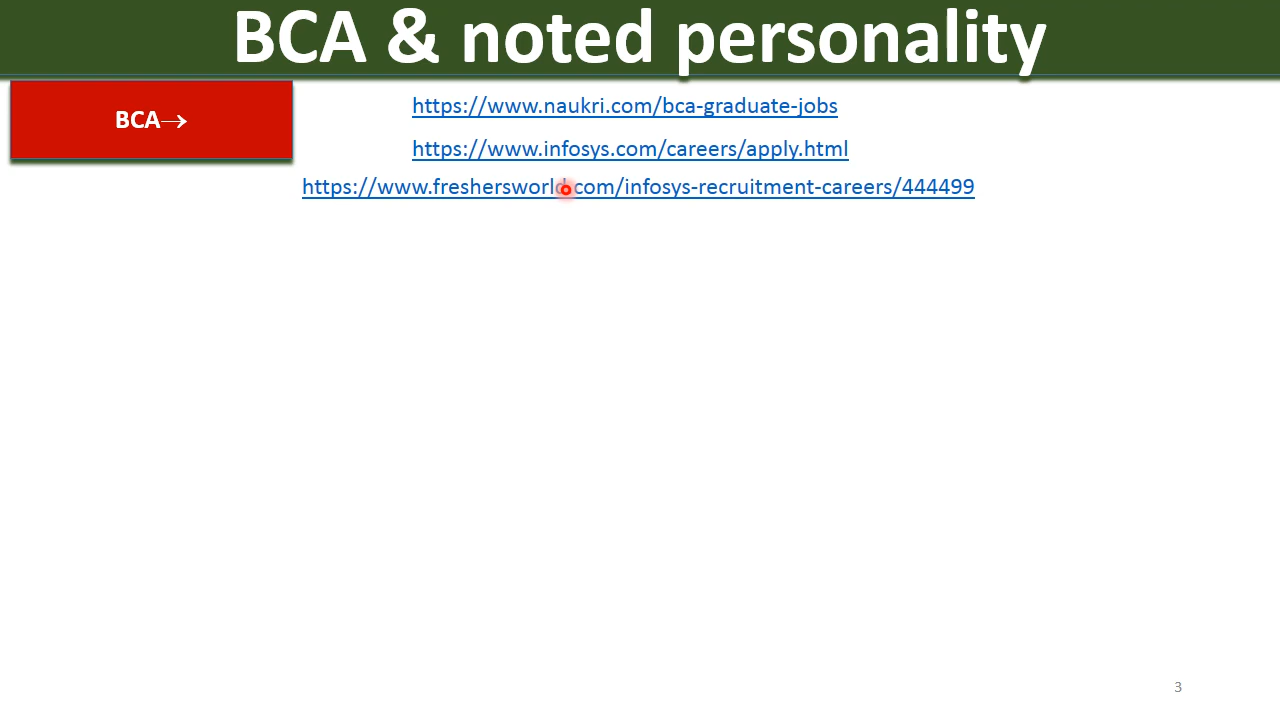 BCA & noted personality
BCA→
https://www.naukri.com/bca-graduate-jobs
https://www.infosys.com/careers/apply.html
https://www.freshersworld.com/infosys-recruitment-careers/444499
3